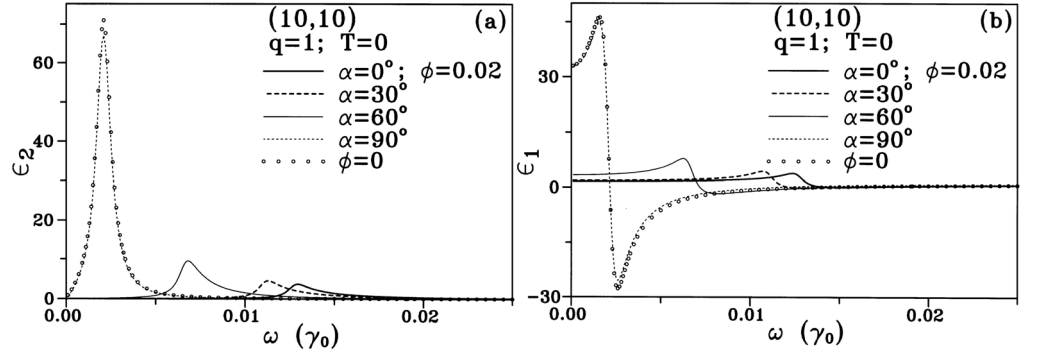 (10,10)
(a)
q=1; T=0
α=0°; ϕ=0.02
α=30°
α=60°
α=90°
ϕ=0
60
40
20
0
ϵ₂
0.00
0.01
0.02
ω (γ₀)
(10,10)
(b)
q=1; T=0
α=0°; ϕ=0.02
α=30°
α=60°
α=90°
ϕ=0
30
0
-30
ϵ₁
0.00
0.01
0.02
ω (γ₀)